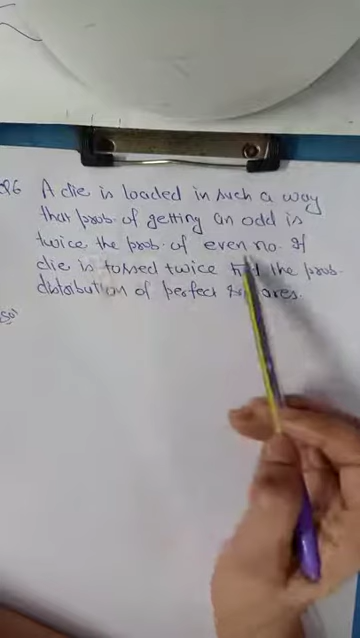 Q6 A die is loaded in such a way
that prob. of getting an odd is
twice the prob. of even no. If
die is tossed twice find the prob.
distribution of perfect squares.
Sol